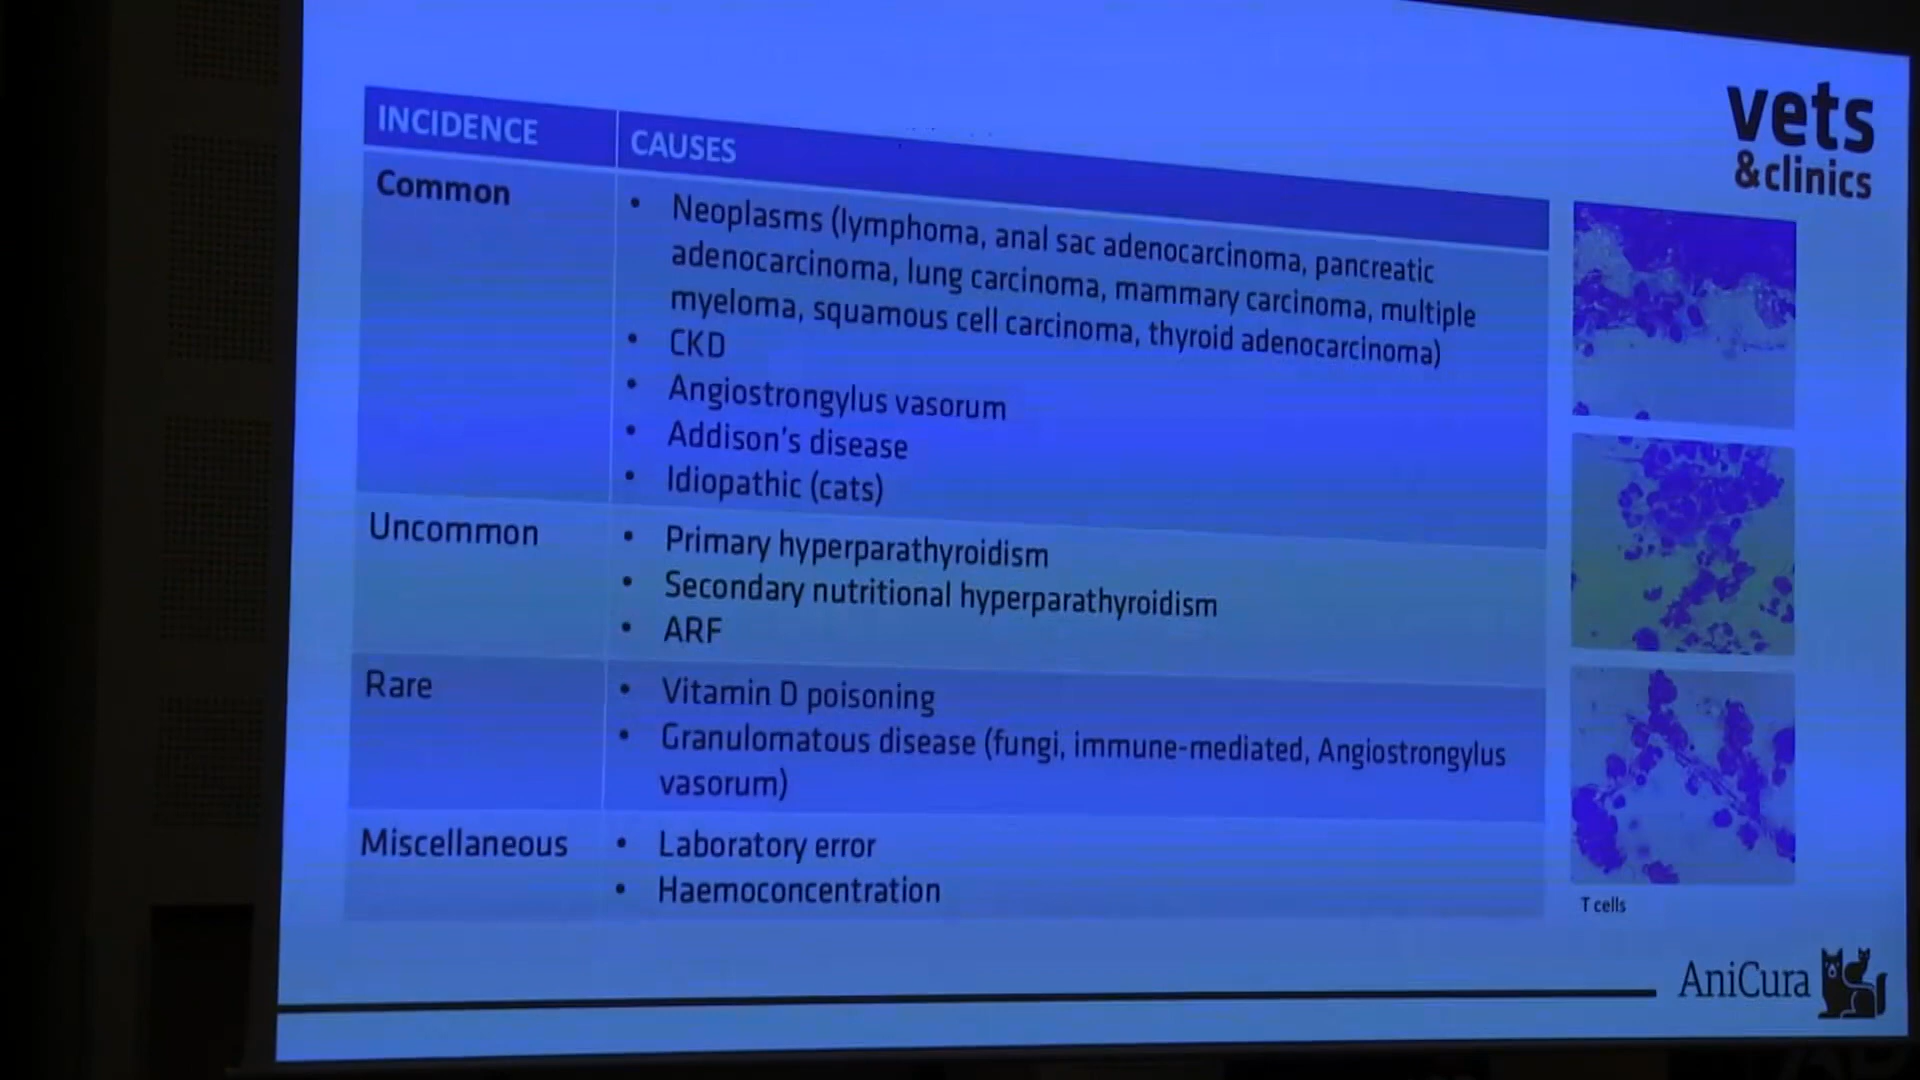 vets
&clinics
INCIDENCE
CAUSES
Common
• Neoplasms (lymphoma, anal sac adenocarcinoma, pancreatic
adenocarcinoma, lung carcinoma, mammary carcinoma, multiple
myeloma, squamous cell carcinoma, thyroid adenocarcinoma)
• CKD
• Angiostrongylus vasorum
• Addison's disease
• Idiopathic (cats)
Uncommon
• Primary hyperparathyroidism
• Secondary nutritional hyperparathyroidism
• ARF
Rare
• Vitamin D poisoning
• Granulomatous disease (fungi, immune-mediated, Angiostrongylus
vasorum)
Miscellaneous
• Laboratory error
• Haemoconcentration
T cells
AniCura